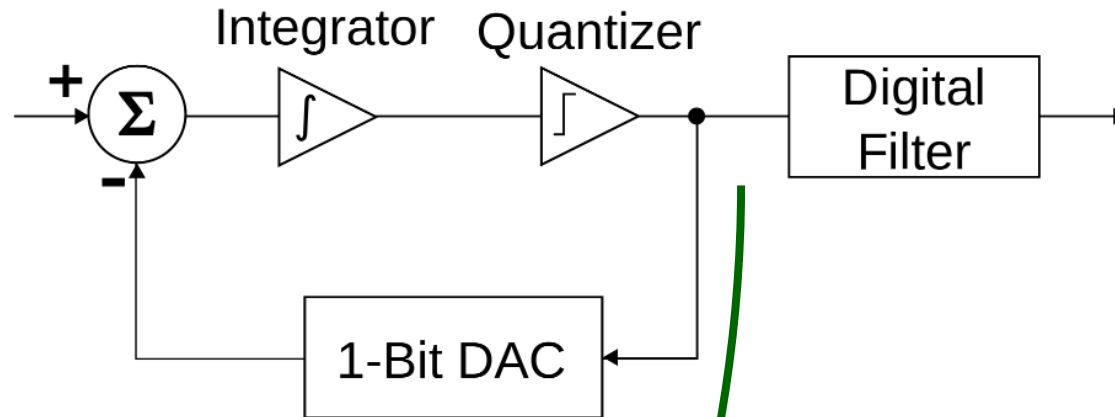 Integrator
Quantizer
+
Σ
∫
Digital
Filter
-
1-Bit DAC